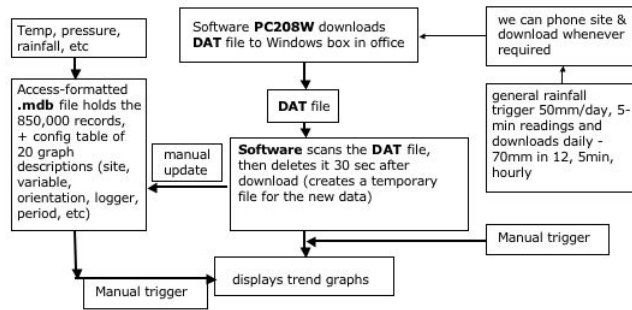 Temp, pressure,
rainfall, etc
Software PC208W downloads
DAT file to Windows box in office
we can phone site &
download whenever
required
Access-formatted
.mdb file holds the
850,000 records,
+ config table of
20 graph
descriptions (site,
variable,
orientation, logger,
period, etc)
DAT file
general rainfall
trigger 50mm/day, 5-
min readings and
downloads daily -
70mm in 12, 5min,
hourly
manual
update
Software scans the DAT file,
then deletes it 30 sec after
download (creates a temporary
file for the new data)
Manual trigger
Manual trigger
displays trend graphs